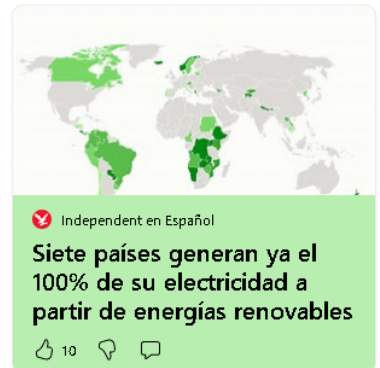 Independent en Español
Siete países generan ya el
100% de su electricidad a
partir de energías renovables
10